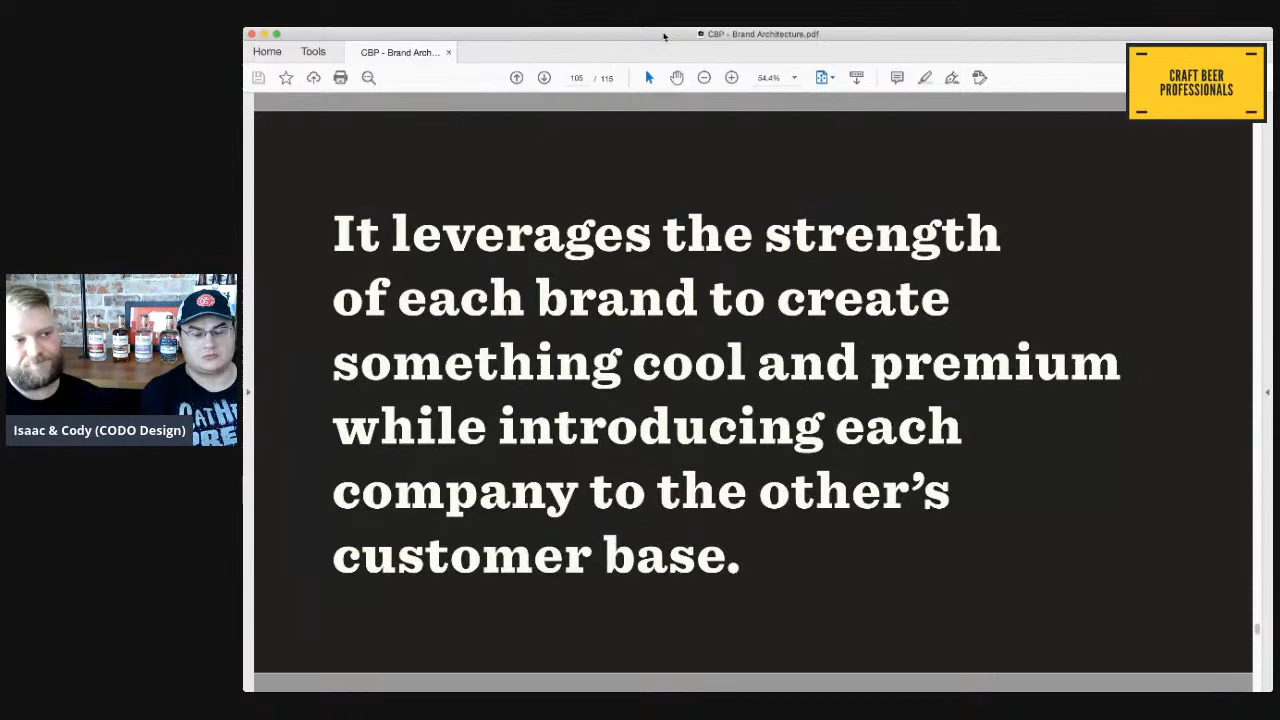 CBP - Brand Architecture.pdf
Home
Tools
CBP - Brand Arch...
105 / 115
54.4%
CRAFT BEER
PROFESSIONALS
It leverages the strength
of each brand to create
something cool and premium
while introducing each
company to the other's
customer base.
Isaac & Cody (CODO Design)